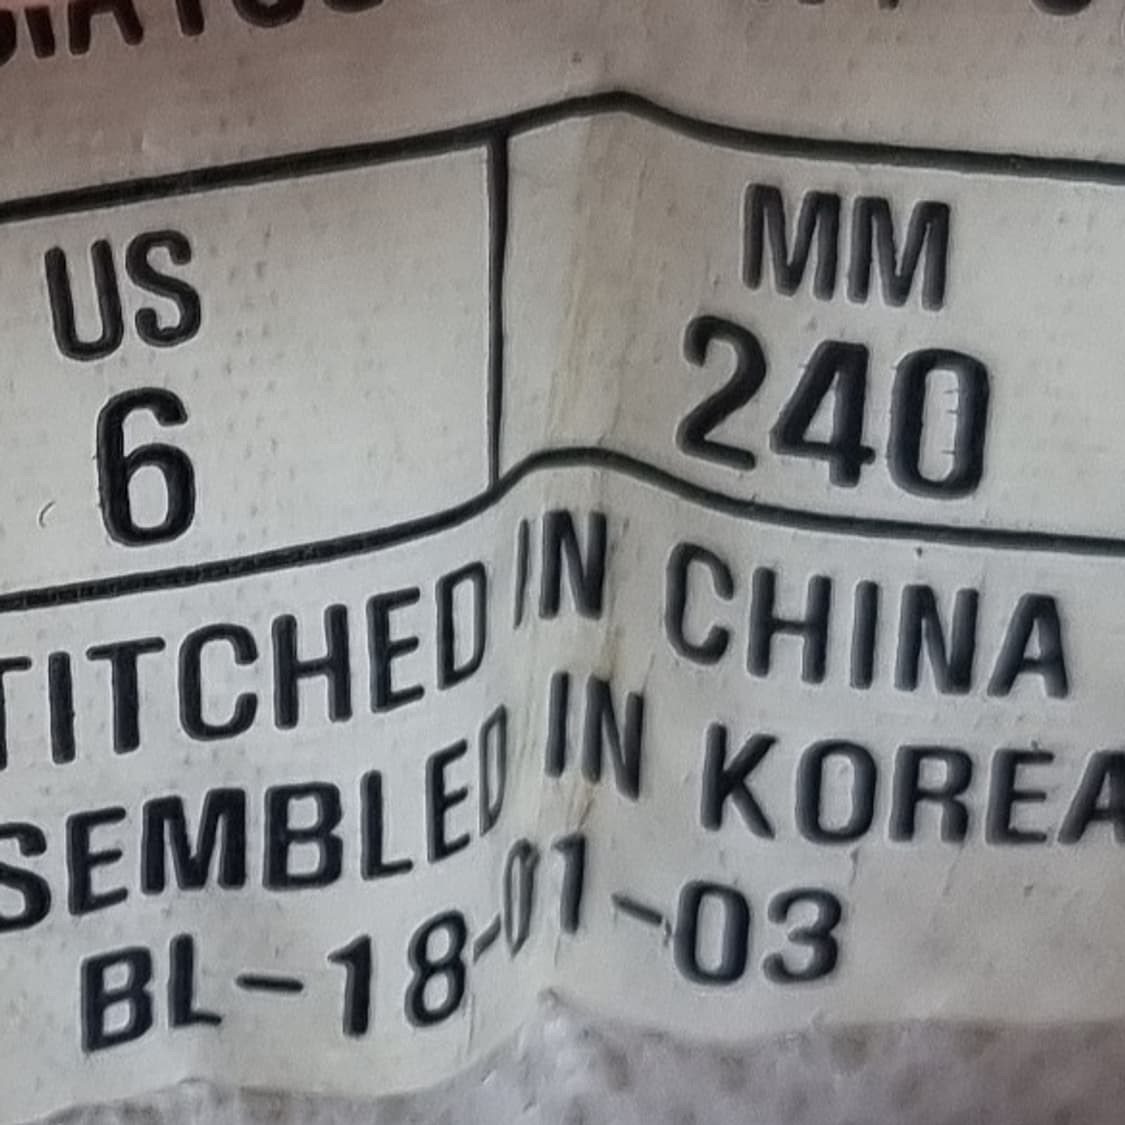 US MM
6 240
TITCHED IN CHINA
SEMBLED IN KOREA
BL-18-01-03